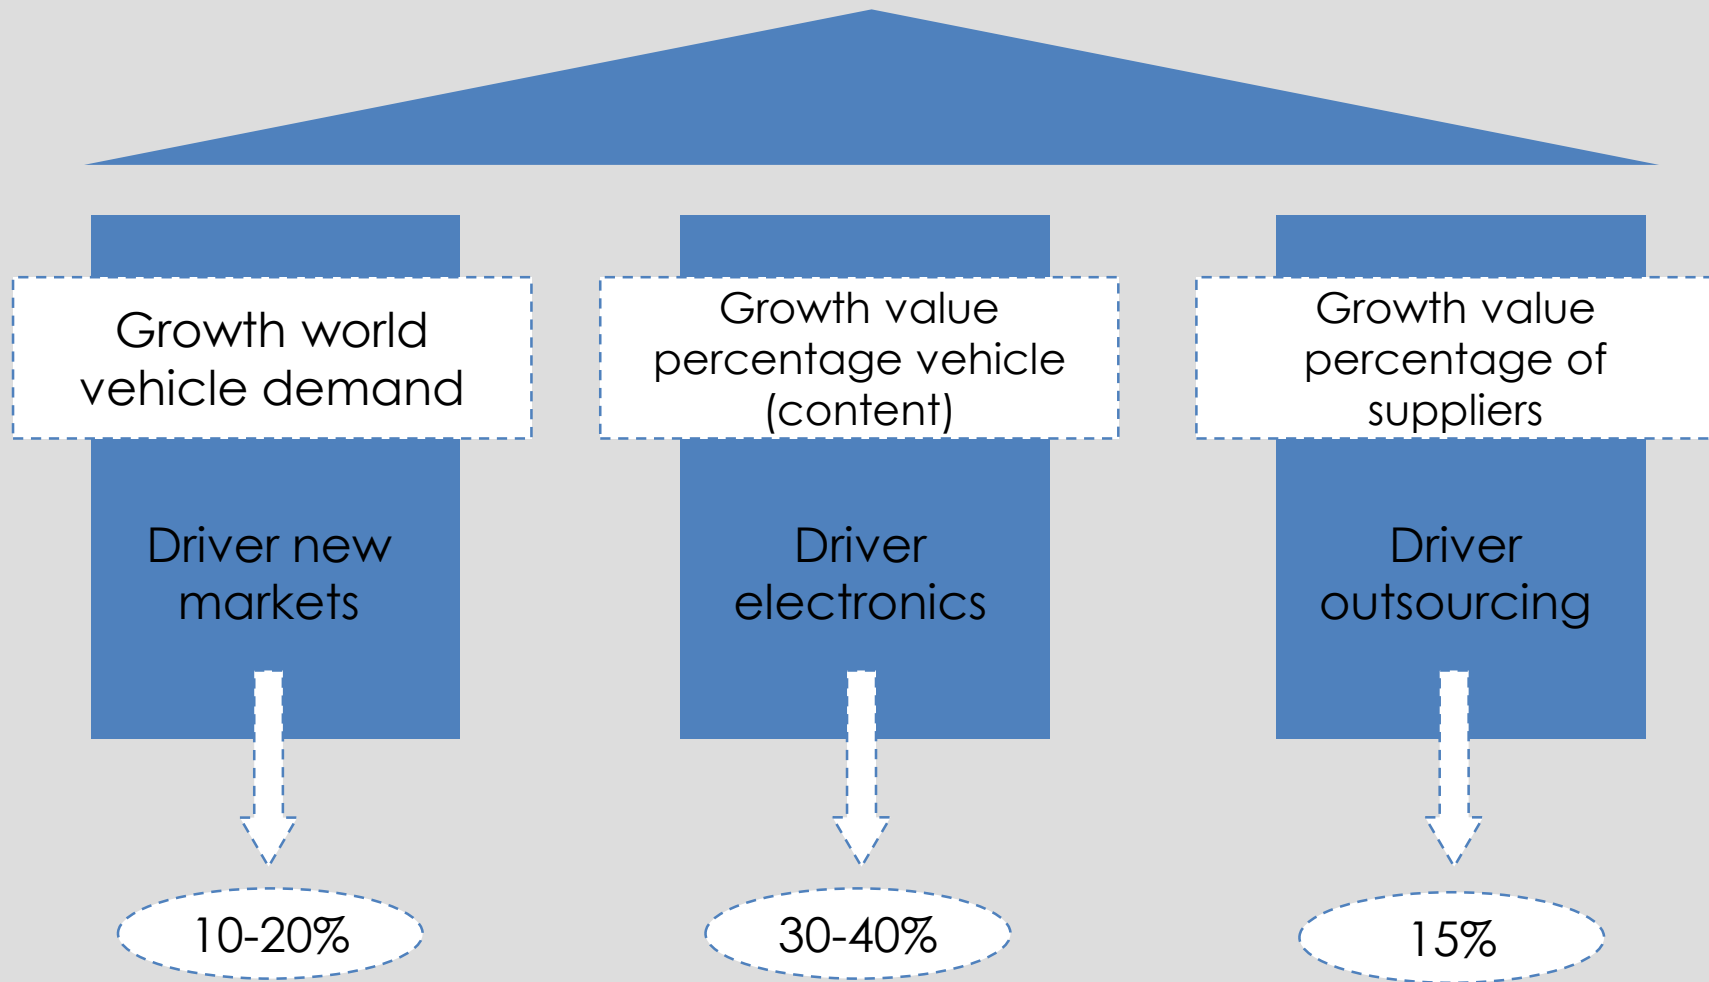 Growth world
vehicle demand
Growth value
percentage vehicle
(content)
Growth value
percentage of
suppliers
Driver new
markets
Driver
electronics
Driver
outsourcing
10-20%
30-40%
15%